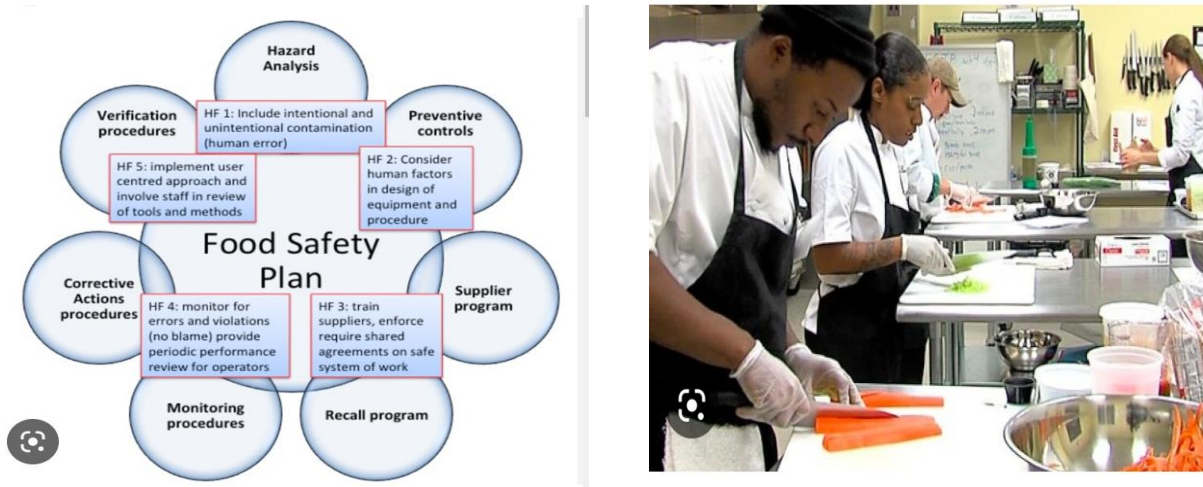 Hazard
Analysis
Verification
procedures
HF 1: Include intentional and
unintentional contamination
(human error)
Preventive
controls
HF 5: implement user
centred approach and
involve staff in review
of tools and methods
HF 2: Consider
human factors
in design of
equipment and
procedure
Food Safety
Plan
Corrective
Actions
procedures
Supplier
program
HF 4: monitor for
errors and violations
(no blame) provide
periodic performance
review for operators
HF 3: train
suppliers, enforce
require shared
agreements on safe
system of work
Monitoring
procedures
Recall program
First Aid